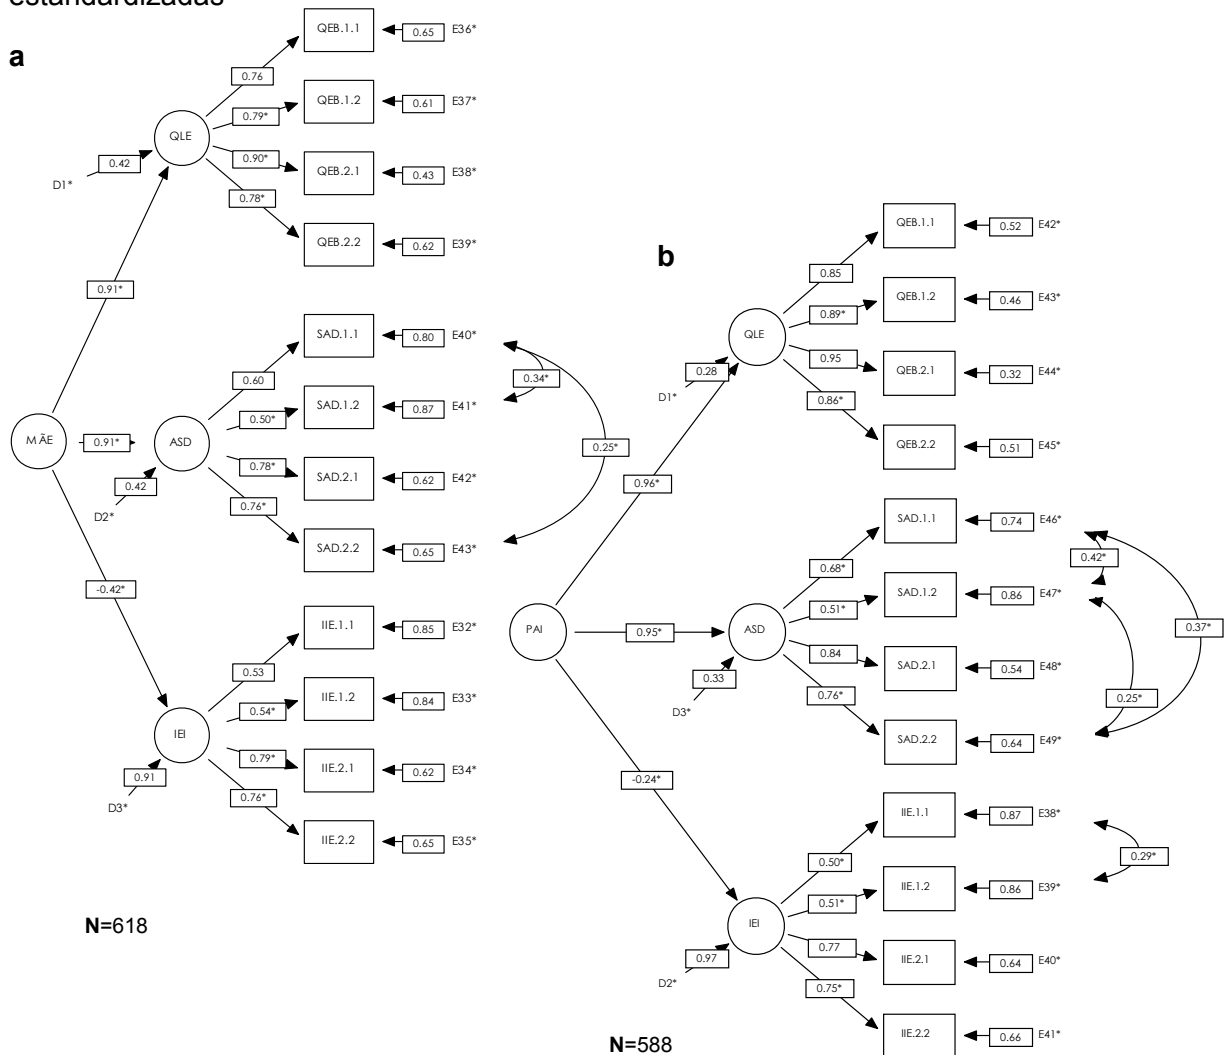 estandardizadas
a
QEB.1.1
0.65
E36*
0.76
QEB.1.2
0.61
E37*
0.79*
QLE
0.90*
QEB.2.1
0.43
E38*
0.42
D1*
0.78*
QEB.2.2
0.62
E39*
0.91*
SAD.1.1
0.80
E40*
0.60
0.34*
SAD.1.2
0.87
E41*
0.50*
MÃE
0.91*
ASD
0.25*
0.78*
SAD.2.1
0.62
E42*
0.42
D2*
0.76*
SAD.2.2
0.65
E43*
-0.42*
IIE.1.1
0.85
E32*
0.53
IIE.1.2
0.84
E33*
0.54*
IEI
0.79*
IIE.2.1
0.62
E34*
0.91
D3*
0.76*
IIE.2.2
0.65
E35*
N=618
b
QEB.1.1
0.52
E42*
0.85
QEB.1.2
0.46
E43*
0.89*
QLE
0.95
QEB.2.1
0.32
E44*
0.28
D1*
0.86*
QEB.2.2
0.51
E45*
0.96*
SAD.1.1
0.74
E46*
0.68*
0.42*
SAD.1.2
0.86
E47*
0.51*
PAI
0.95*
ASD
0.37*
0.84
SAD.2.1
0.54
E48*
0.33
D3*
0.76*
0.25*
SAD.2.2
0.64
E49*
-0.24*
IIE.1.1
0.87
E38*
0.50*
0.29*
IIE.1.2
0.86
E39*
0.51*
IEI
0.77
IIE.2.1
0.64
E40*
0.97
D2*
0.75*
IIE.2.2
0.66
E41*
N=588